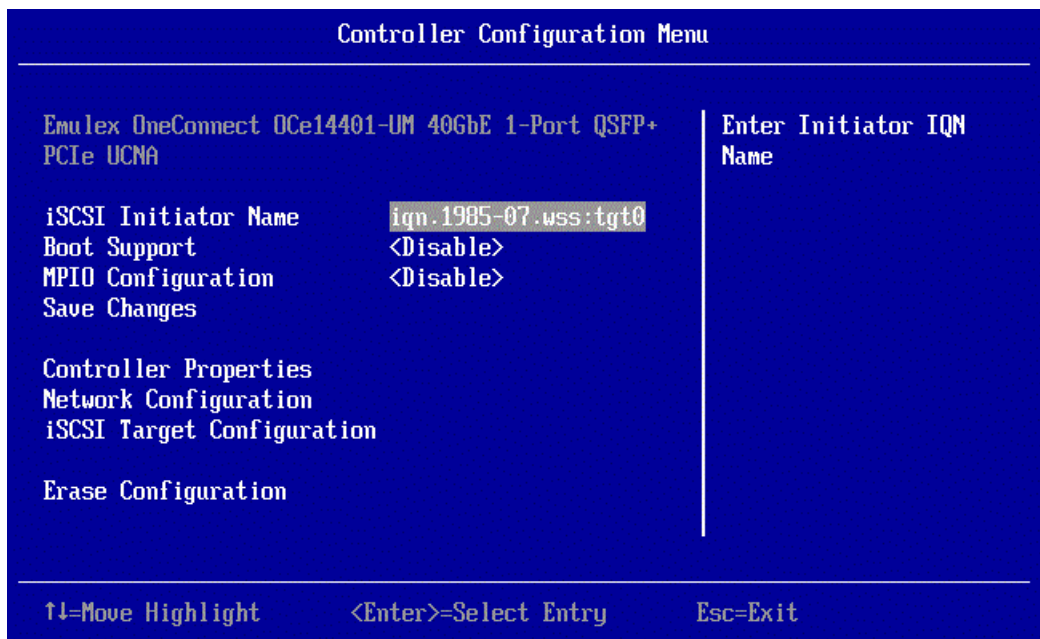 Controller Configuration Menu
Emulex OneConnect OCe14401-UM 40GbE 1-Port QSFP+
PCIe UCNA
Enter Initiator IQN
Name
iSCSI Initiator Name iqn.1985-07.wss:tgt0
Boot Support <Disable>
MPIO Configuration <Disable>
Save Changes
Controller Properties
Network Configuration
iSCSI Target Configuration
Erase Configuration
↑↓=Move Highlight <Enter>=Select Entry Esc=Exit